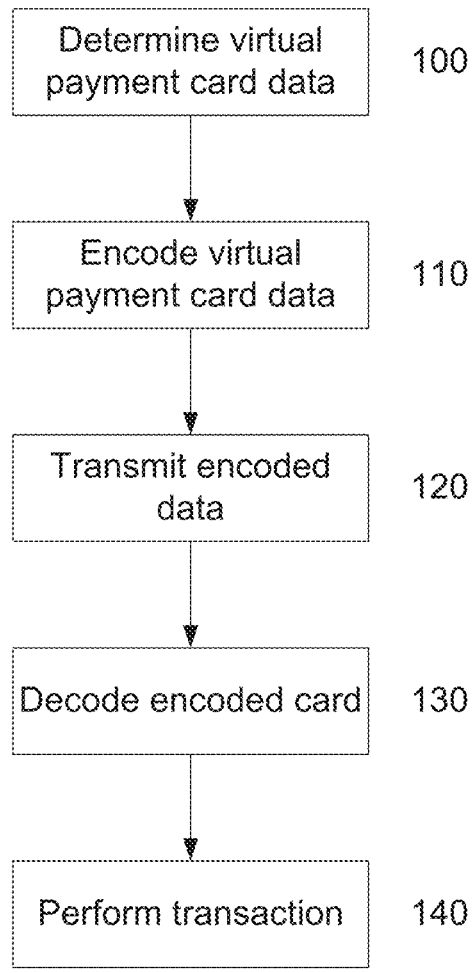 Determine virtual
payment card data
100
Encode virtual
payment card data
110
Transmit encoded
data
120
Decode encoded card
130
Perform transaction
140